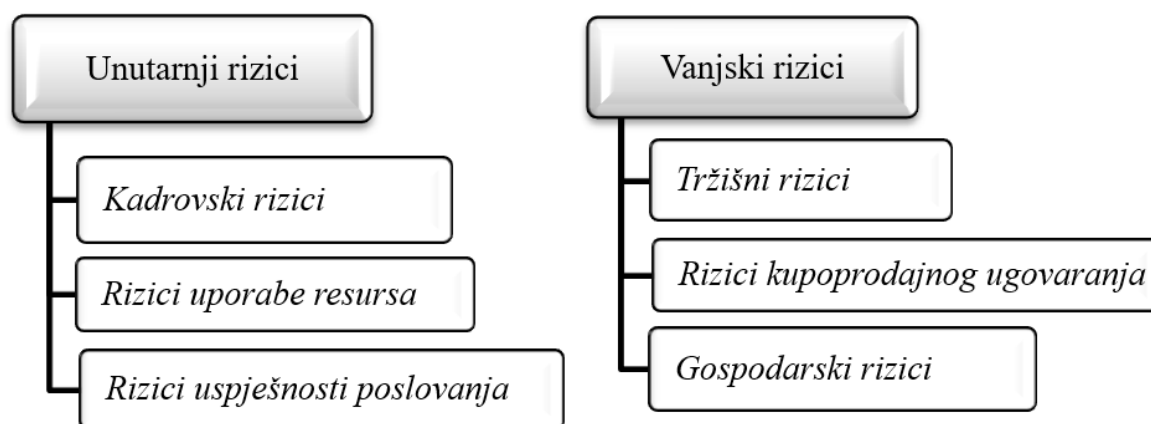 Unutarnji rizici
Kadrovski rizici
Rizici uporabe resursa
Rizici uspješnosti poslovanja
Vanjski rizici
Tržišni rizici
Rizici kupoprodajnog ugovaranja
Gospodarski rizici